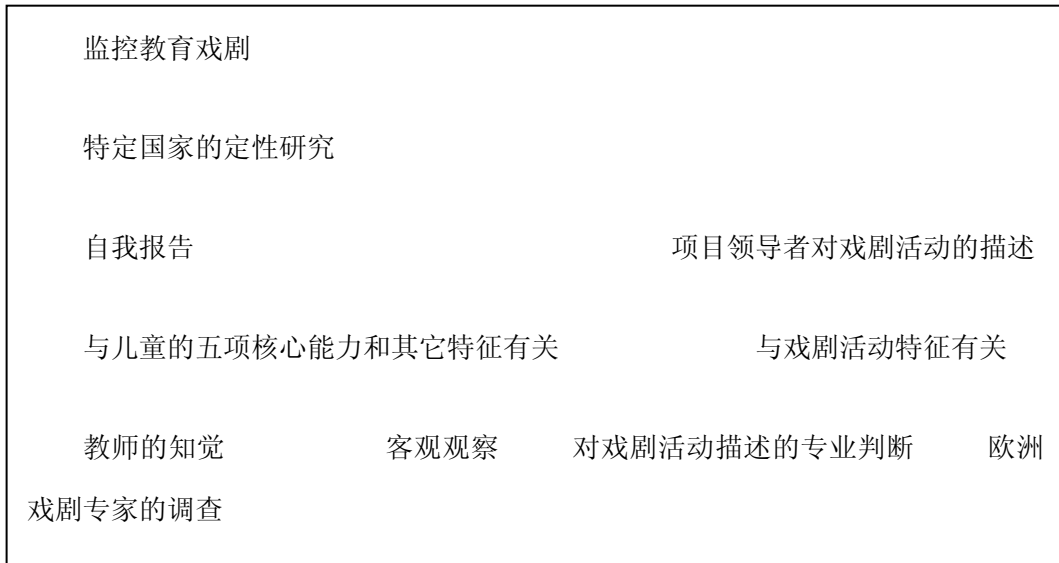 监控教育戏剧
特定国家的定性研究
自我报告 项目领导者对戏剧活动的描述
与儿童的五项核心能力和其它特征有关 与戏剧活动特征有关
教师的知觉 客观观察 对戏剧活动描述的专业判断 欧洲
戏剧专家的调查